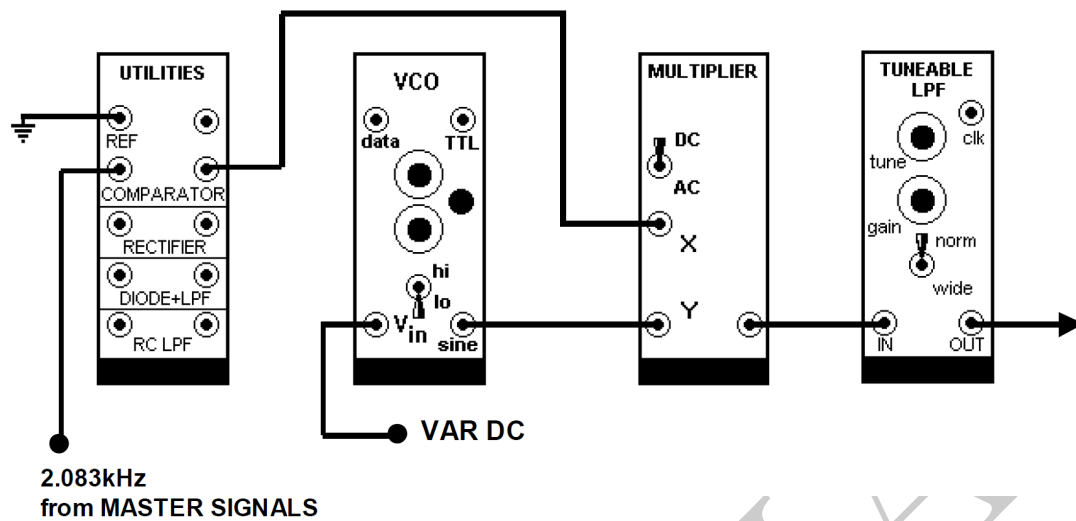 UTILITIES
REF
COMPARATOR
RECTIFIER
DIODE+LPF
RC LPF
VCO
data
TTL
hi
lo
Vin
sine
MULTIPLIER
DC
AC
X
Y
TUNEABLE
LPF
clk
tune
gain
norm
wide
IN
OUT
VAR DC
2.083kHz
from MASTER SIGNALS